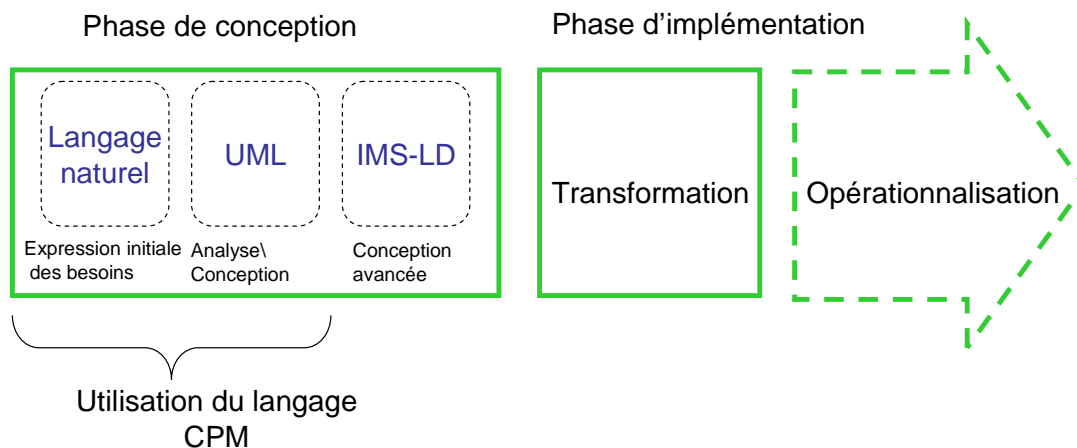 Phase de conception
Phase d'implémentation
Langage
naturel
UML
IMS-LD
Expression initiale
des besoins
Analyse\
Conception
Conception
avancée
Transformation
Opérationnalisation
Utilisation du langage
CPM